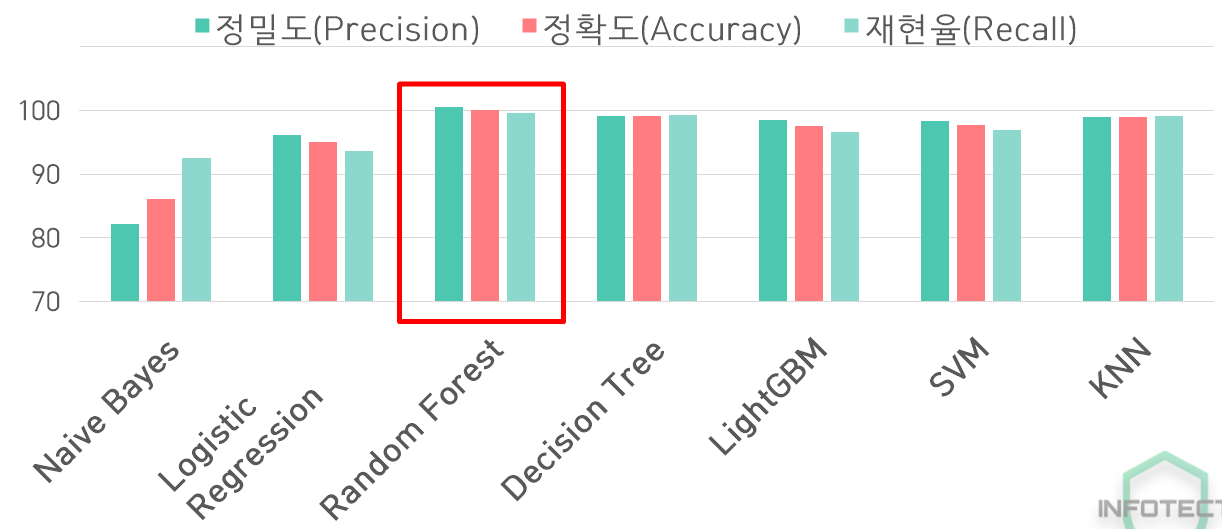 정밀도(Precision) 정확도(Accuracy) 재현율(Recall)
100
90
80
70
Naive Bayes
Logistic
Regression
Random Forest
Decision Tree
LightGBM
SVM
KNN
INFOTECT